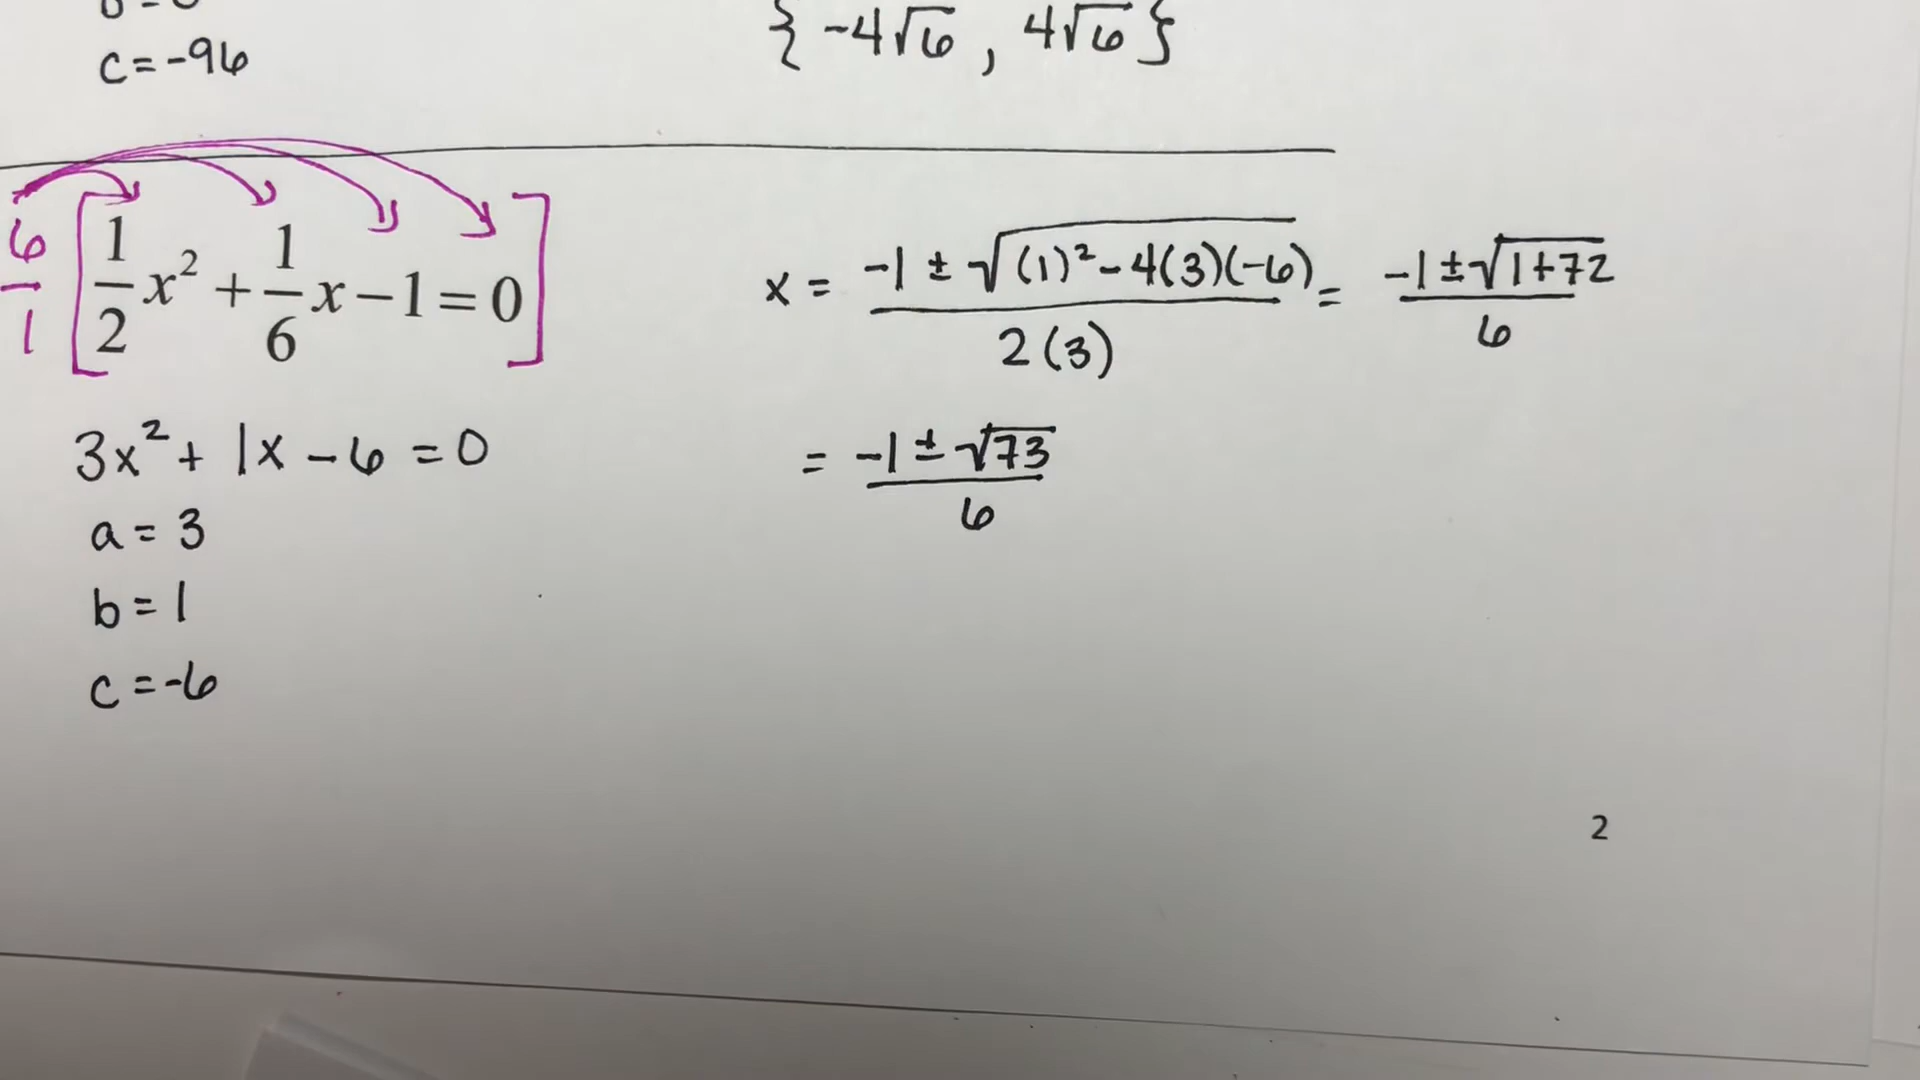 c = -96
{ -4√6 , 4√6 }
6/1 [ 1/2 x² + 1/6 x − 1 = 0 ]
3x² + 1x - 6 = 0
a = 3
b = 1
c = -6
x = (-1 ± √((1)² - 4(3)(-6))) / 2(3) = (-1 ± √(1+72)) / 6
= (-1 ± √73) / 6
2